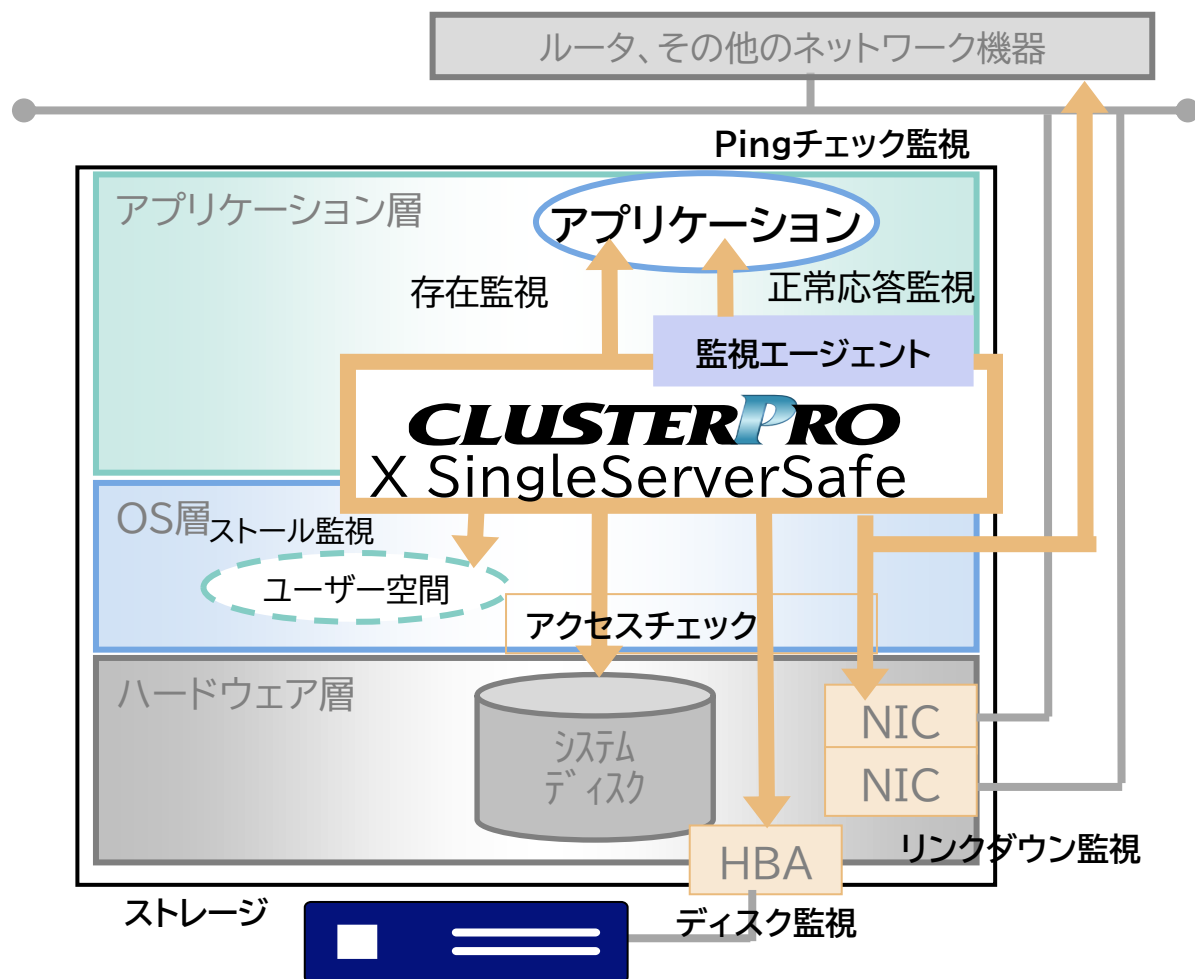 ルータ、その他のネットワーク機器
Pingチェック監視
アプリケーション層
アプリケーション
存在監視
正常応答監視
監視エージェント
CLUSTERPRO
X SingleServerSafe
OS層
ストール監視
ユーザー空間
アクセスチェック
ハードウェア層
システム
ディスク
NIC
NIC
HBA
リンクダウン監視
ストレージ
ディスク監視